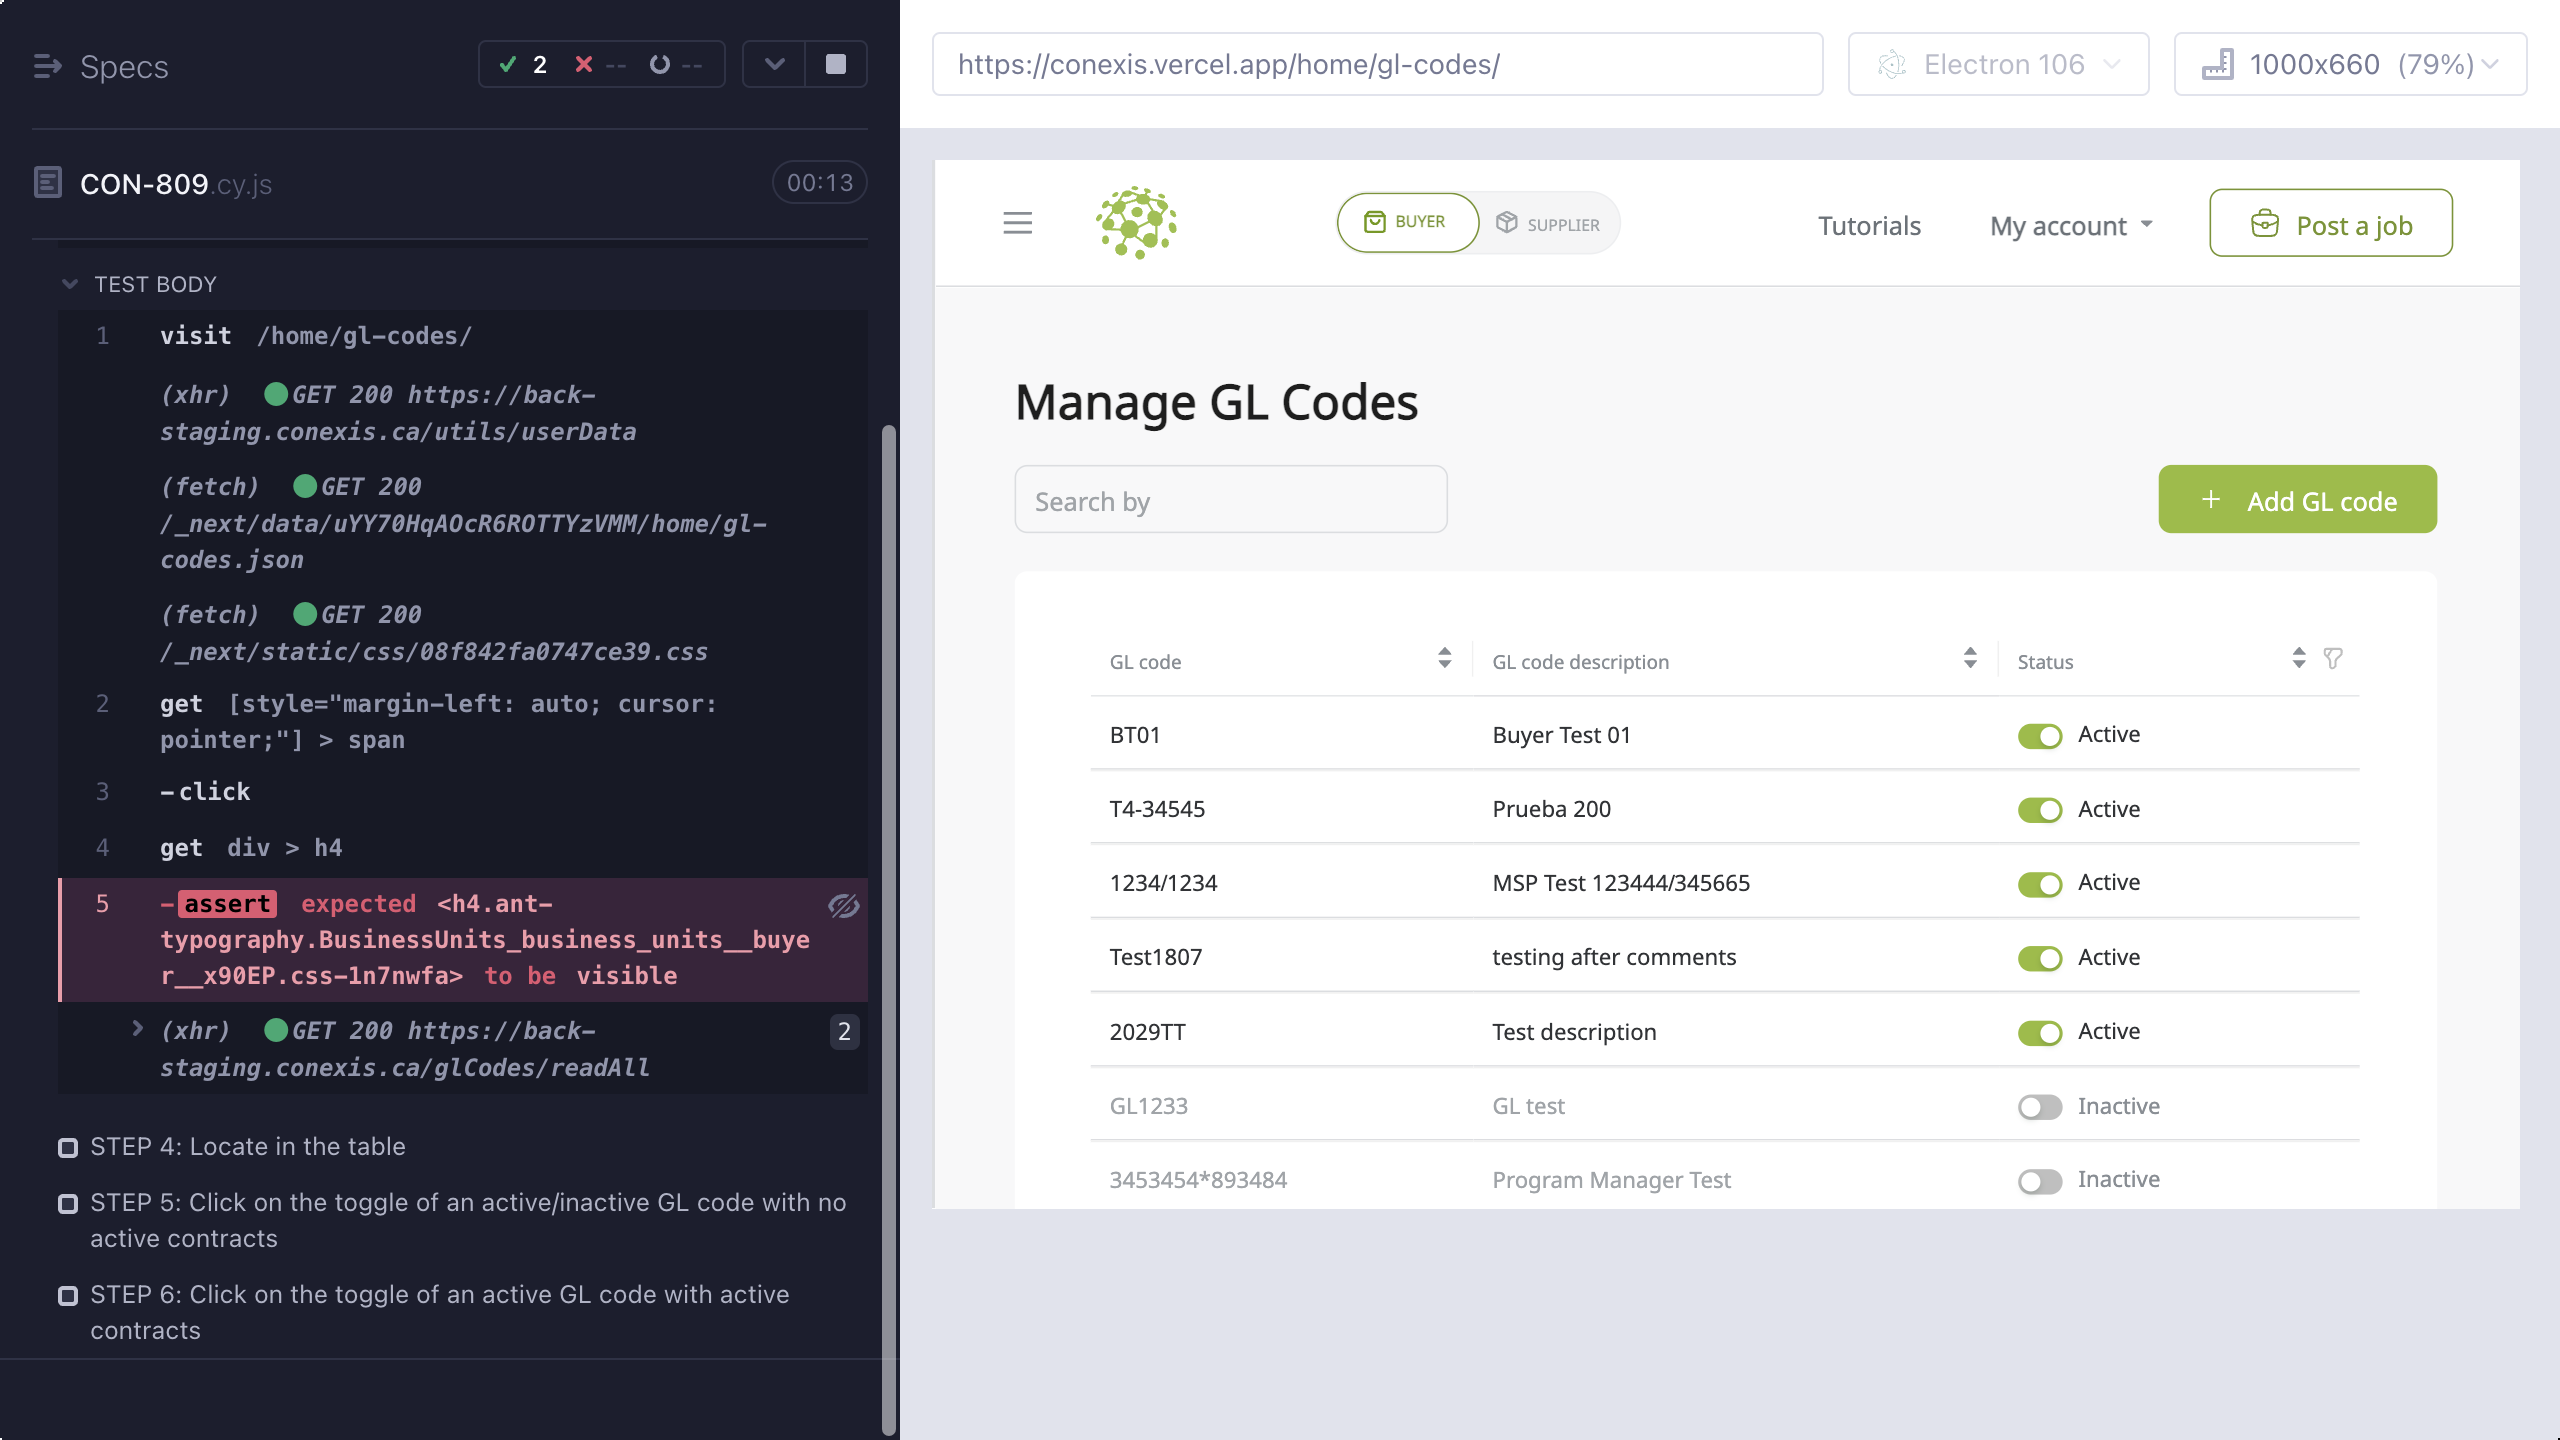 Specs
2 -- --
CON-809.cy.js
00:13
TEST BODY
1 visit /home/gl-codes/
(xhr) GET 200 https://back-
staging.conexis.ca/utils/userData
(fetch) GET 200
/_next/data/uYY70HqAOcR6ROTTYzVMM/home/gl-
codes.json
(fetch) GET 200
/_next/static/css/08f842fa0747ce39.css
2 get [style="margin-left: auto; cursor:
pointer;"] > span
3 -click
4 get div > h4
5 -assert expected <h4.ant-
typography.BusinessUnits_business_units__buye
r__x90EP.css-1n7nwfa> to be visible
(xhr) GET 200 https://back-
staging.conexis.ca/glCodes/readAll
2
STEP 4: Locate in the table
STEP 5: Click on the toggle of an active/inactive GL code with no
active contracts
STEP 6: Click on the toggle of an active GL code with active
contracts
https://conexis.vercel.app/home/gl-codes/
Electron 106
1000x660 (79%)
BUYER
SUPPLIER
Tutorials
My account
Post a job
Manage GL Codes
Search by
+ Add GL code
GL code GL code description Status
BT01 Buyer Test 01 Active
T4-34545 Prueba 200 Active
1234/1234 MSP Test 123444/345665 Active
Test1807 testing after comments Active
2029TT Test description Active
GL1233 GL test Inactive
3453454*893484 Program Manager Test Inactive